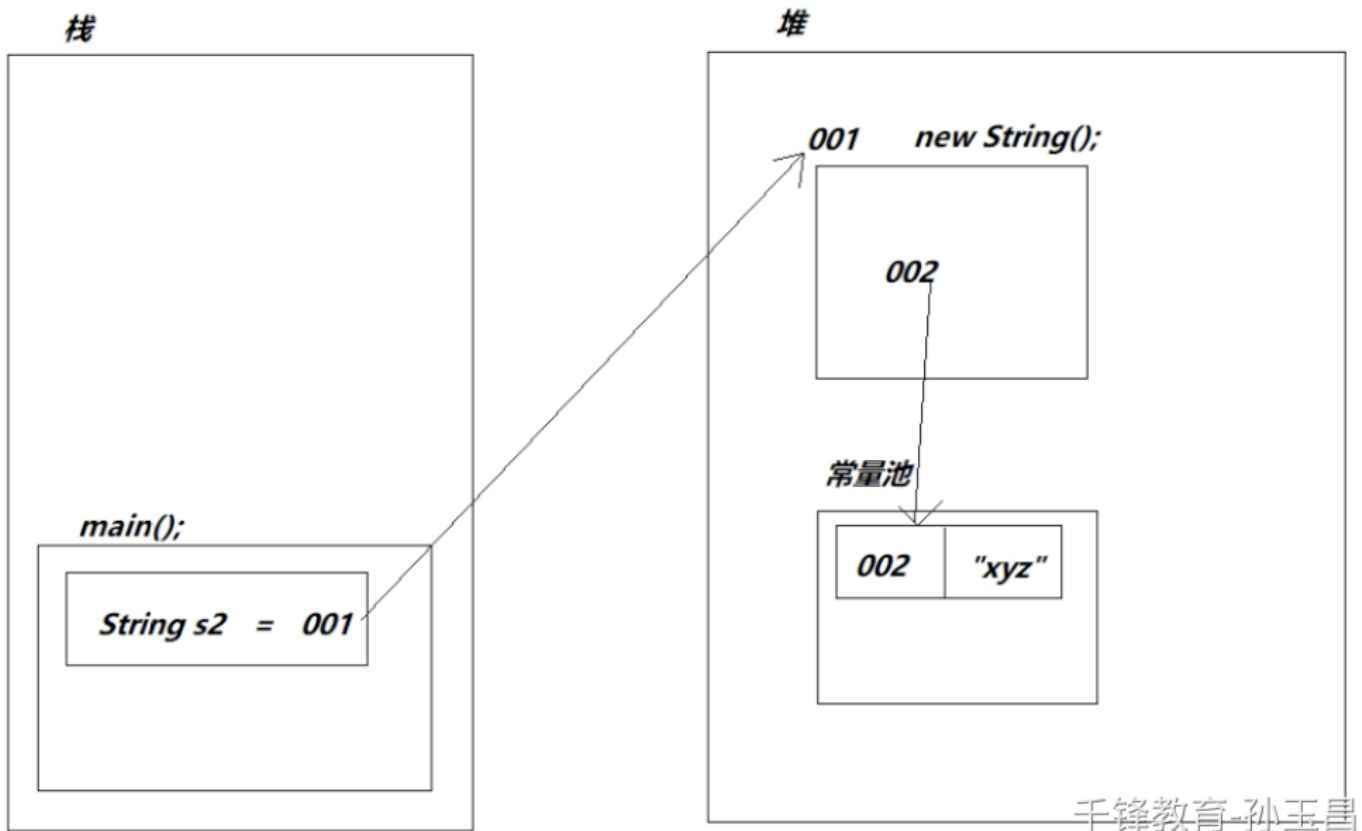 栈
堆
001 new String();
002
常量池
main();
002 "xyz"
String s2 = 001
千锋教育-孙玉昌